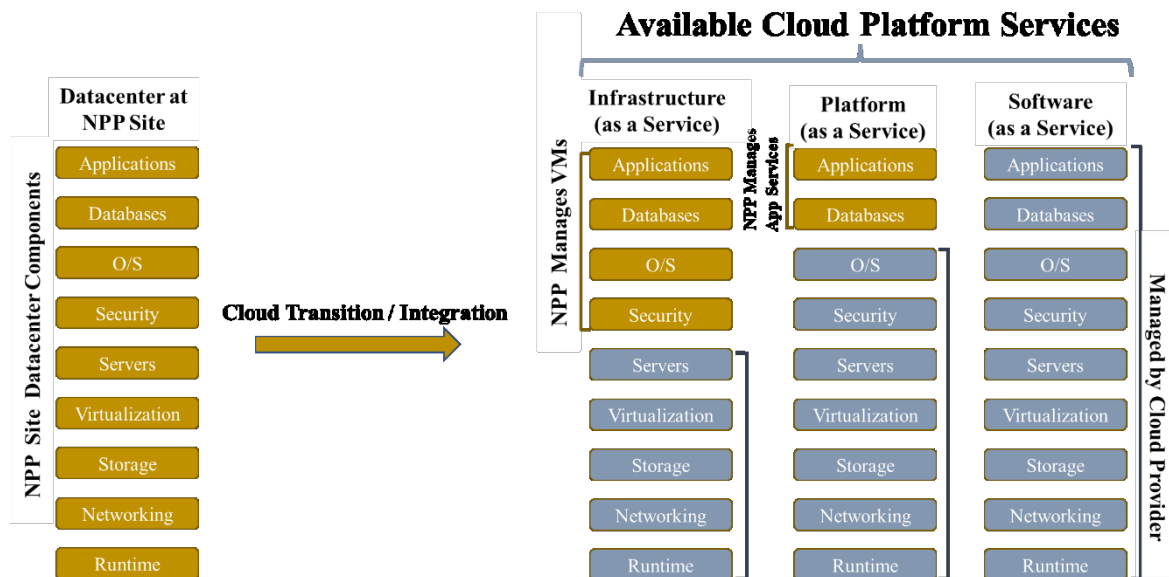 Available Cloud Platform Services
Datacenter at
NPP Site
NPP Site Datacenter Components
Applications
Databases
O/S
Security
Servers
Virtualization
Storage
Networking
Runtime
Cloud Transition / Integration
NPP Manages VMs
Infrastructure
(as a Service)
Applications
Databases
O/S
Security
Servers
Virtualization
Storage
Networking
Runtime
NPP Manages
App Services
Platform
(as a Service)
Applications
Databases
O/S
Security
Servers
Virtualization
Storage
Networking
Runtime
Software
(as a Service)
Applications
Databases
O/S
Security
Servers
Virtualization
Storage
Networking
Runtime
Managed by Cloud Provider